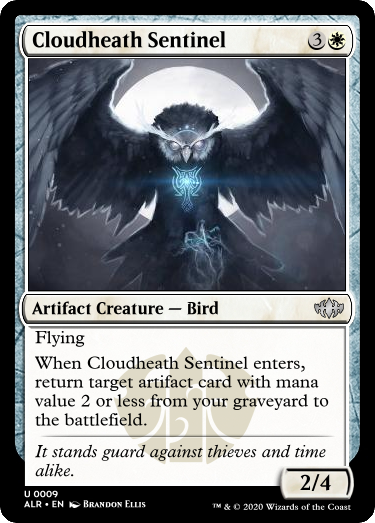 Cloudheath Sentinel 3
Artifact Creature — Bird
Flying
When Cloudheath Sentinel enters,
return target artifact card with mana
value 2 or less from your graveyard to
the battlefield.
It stands guard against thieves and time
alike.
2/4
U 0009
ALR • EN Brandon Ellis
™ & © 2020 Wizards of the Coast